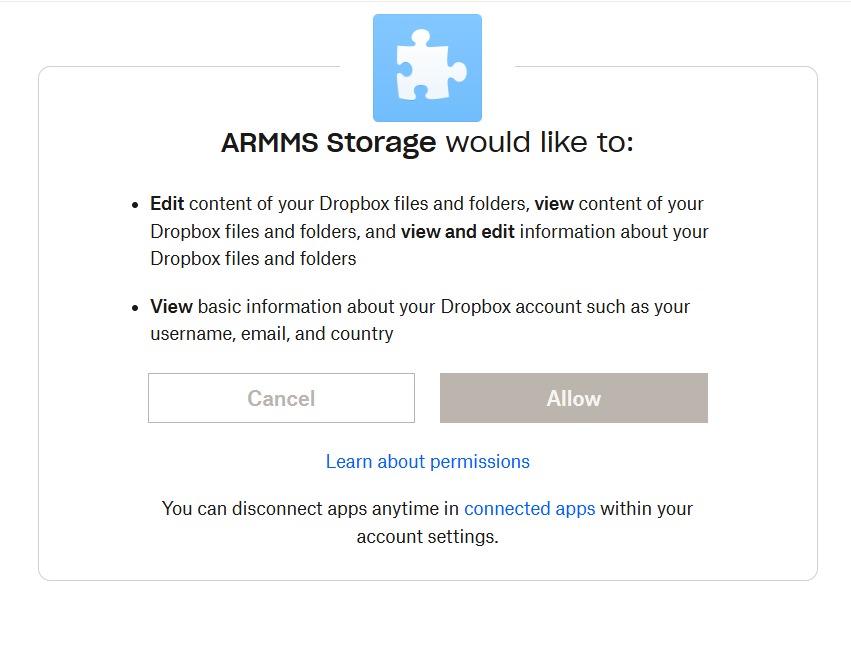 ARMMS Storage would like to:
• Edit content of your Dropbox files and folders, view content of your
Dropbox files and folders, and view and edit information about your
Dropbox files and folders
• View basic information about your Dropbox account such as your
username, email, and country
Cancel
Allow
Learn about permissions
You can disconnect apps anytime in connected apps within your
account settings.